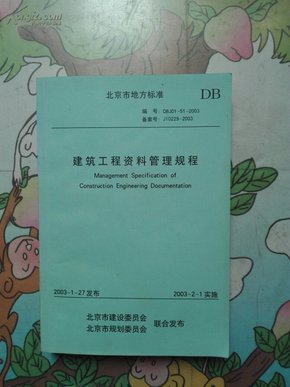 北京市地方标准 DB
编 号 DBJ01-51-2003
备案号 J10228-2003
建筑工程资料管理规程
Management Specification of
Construction Engineering Documentation
2003-1-27发布 2003-2-1实施
北京市建设委员会
北京市规划委员会 联合发布